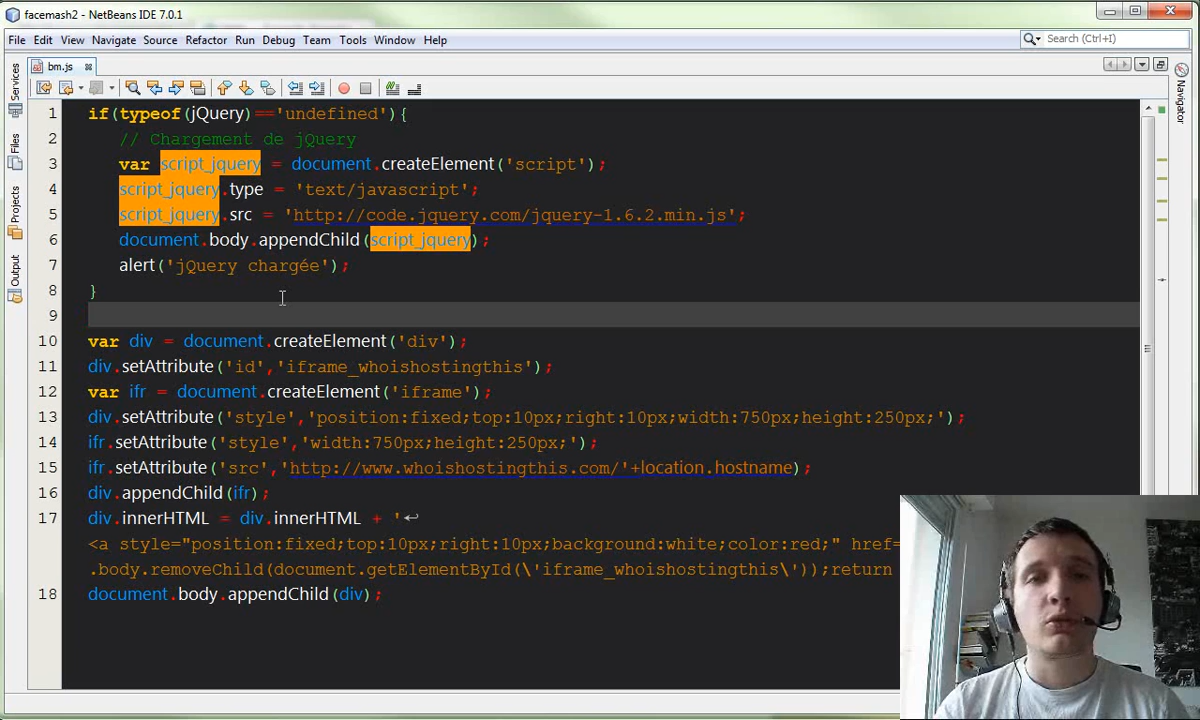 facemash2 - NetBeans IDE 7.0.1
File Edit View Navigate Source Refactor Run Debug Team Tools Window Help
Search (Ctrl+I)
bm.js
Services
Files
Projects
Output
Navigator
1 if(typeof(jQuery)=='undefined'){
2 // Chargement de jQuery
3 var script_jquery = document.createElement('script');
4 script_jquery.type = 'text/javascript';
5 script_jquery.src = 'http://code.jquery.com/jquery-1.6.2.min.js';
6 document.body.appendChild(script_jquery);
7 alert('jQuery chargée');
8 }
9
10 var div = document.createElement('div');
11 div.setAttribute('id','iframe_whoishostingthis');
12 var ifr = document.createElement('iframe');
13 div.setAttribute('style','position:fixed;top:10px;right:10px;width:750px;height:250px;');
14 ifr.setAttribute('style','width:750px;height:250px;');
15 ifr.setAttribute('src','http://www.whoishostingthis.com/'+location.hostname);
16 div.appendChild(ifr);
17 div.innerHTML = div.innerHTML + '
<a style="position:fixed;top:10px;right:10px;background:white;color:red;" href=
.body.removeChild(document.getElementById(\'iframe_whoishostingthis\'));return
18 document.body.appendChild(div);